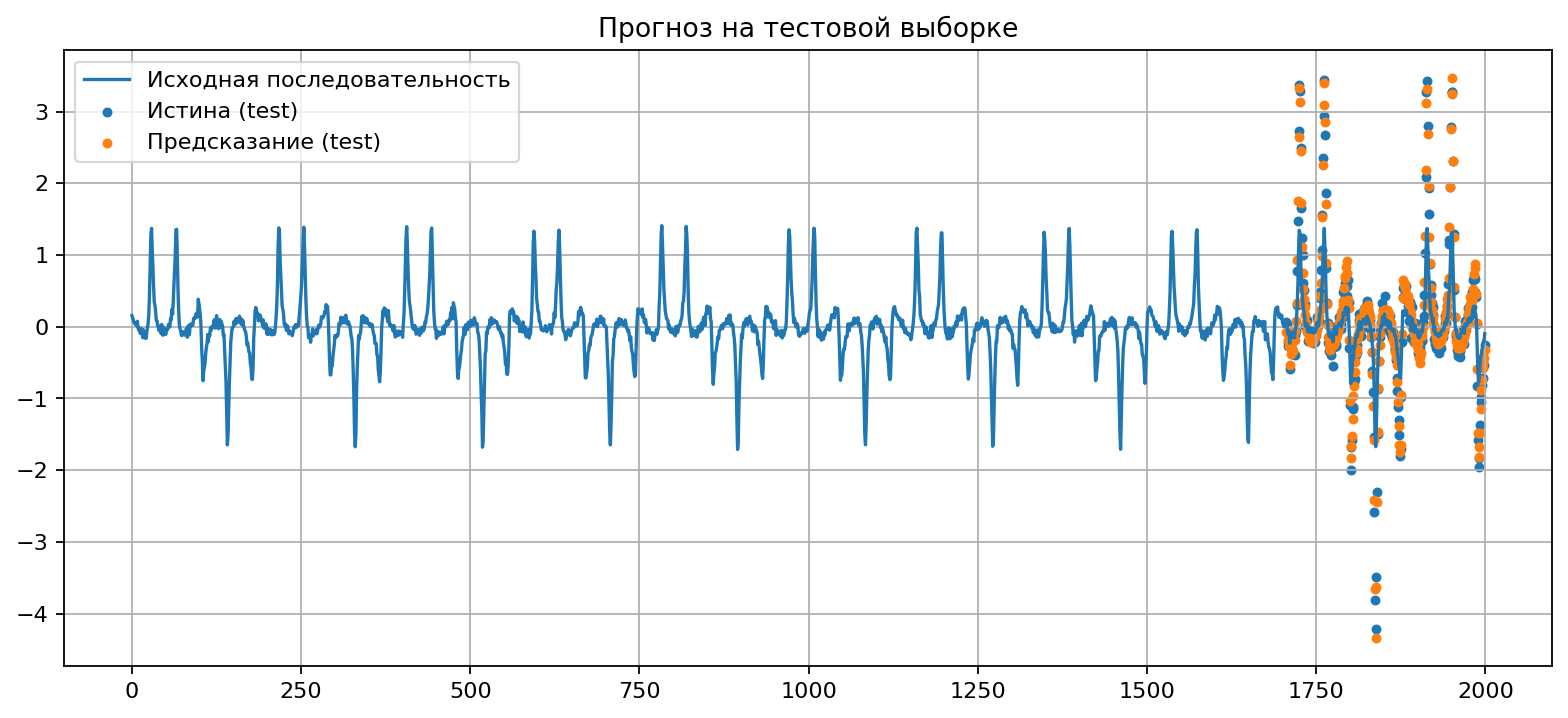 Прогноз на тестовой выборке
Исходная последовательность
Истина (test)
Предсказание (test)
3
2
1
0
−1
−2
−3
−4
0 250 500 750 1000 1250 1500 1750 2000